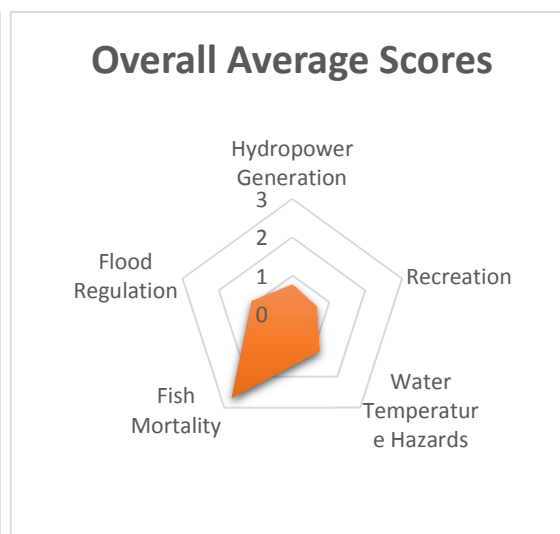 Overall Average Scores
Hydropower
Generation
3
2
1
0
Flood
Regulation
Recreation
Fish
Mortality
Water
Temperatur
e Hazards